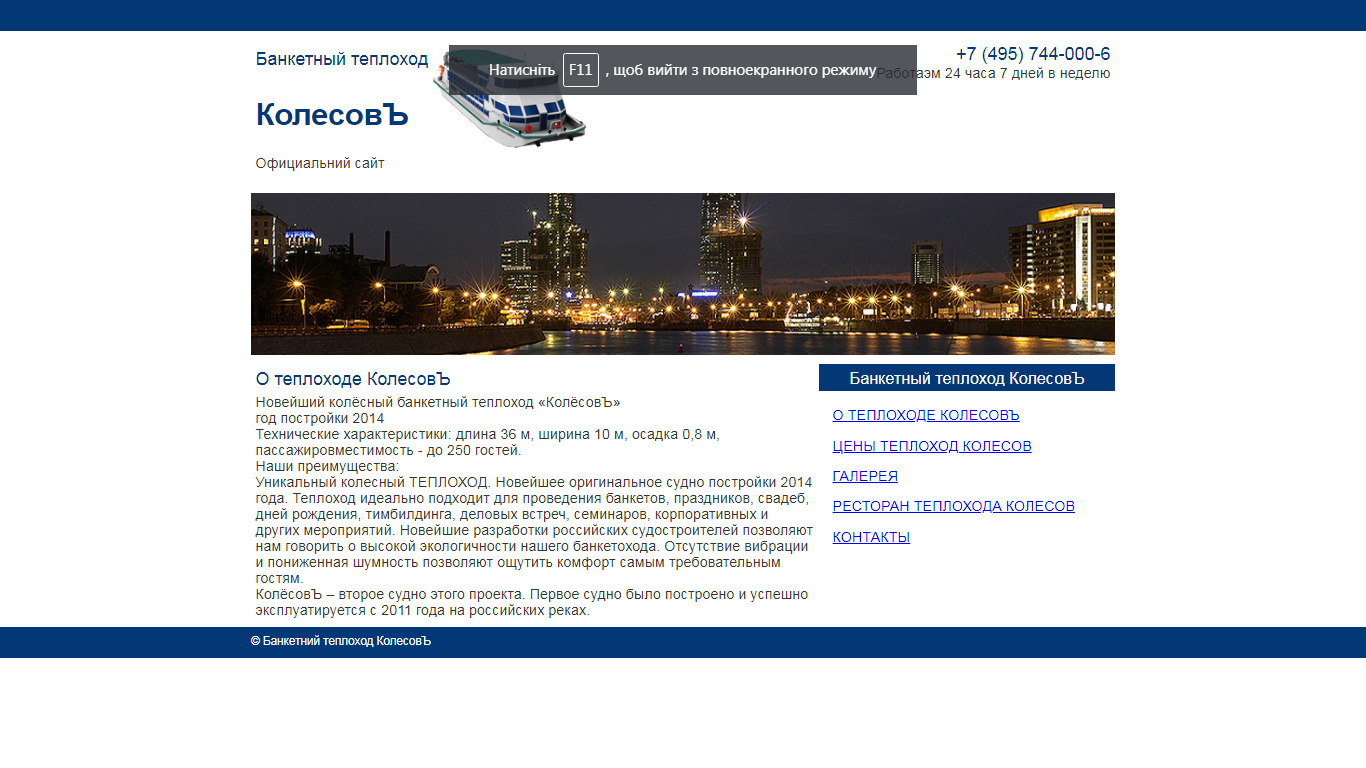 Банкетный теплоход
КолесовЪ
Официальний сайт
Натисніть F11 , щоб вийти з повноекранного режиму
+7 (495) 744-000-6
Работаэм 24 часа 7 дней в неделю
О теплоходе КолесовЪ
Новейший колёсный банкетный теплоход «КолёсовЪ»
год постройки 2014
Технические характеристики: длина 36 м, ширина 10 м, осадка 0,8 м,
пассажировместимость - до 250 гостей.
Наши преимущества:
Уникальный колесный ТЕПЛОХОД. Новейшее оригинальное судно постройки 2014
года. Теплоход идеально подходит для проведения банкетов, праздников, свадеб,
дней рождения, тимбилдинга, деловых встреч, семинаров, корпоративных и
других мероприятий. Новейшие разработки российских судостроителей позволяют
нам говорить о высокой экологичности нашего банкетохода. Отсутствие вибрации
и пониженная шумность позволяют ощутить комфорт самым требовательным
гостям.
КолёсовЪ – второе судно этого проекта. Первое судно было построено и успешно
эксплуатируется с 2011 года на российских реках.
Банкетный теплоход КолесовЪ
О ТЕПЛОХОДЕ КОЛЕСОВЪ
ЦЕНЫ ТЕПЛОХОД КОЛЕСОВ
ГАЛЕРЕЯ
РЕСТОРАН ТЕПЛОХОДА КОЛЕСОВ
КОНТАКТЫ
© Банкетний теплоход КолесовЪ